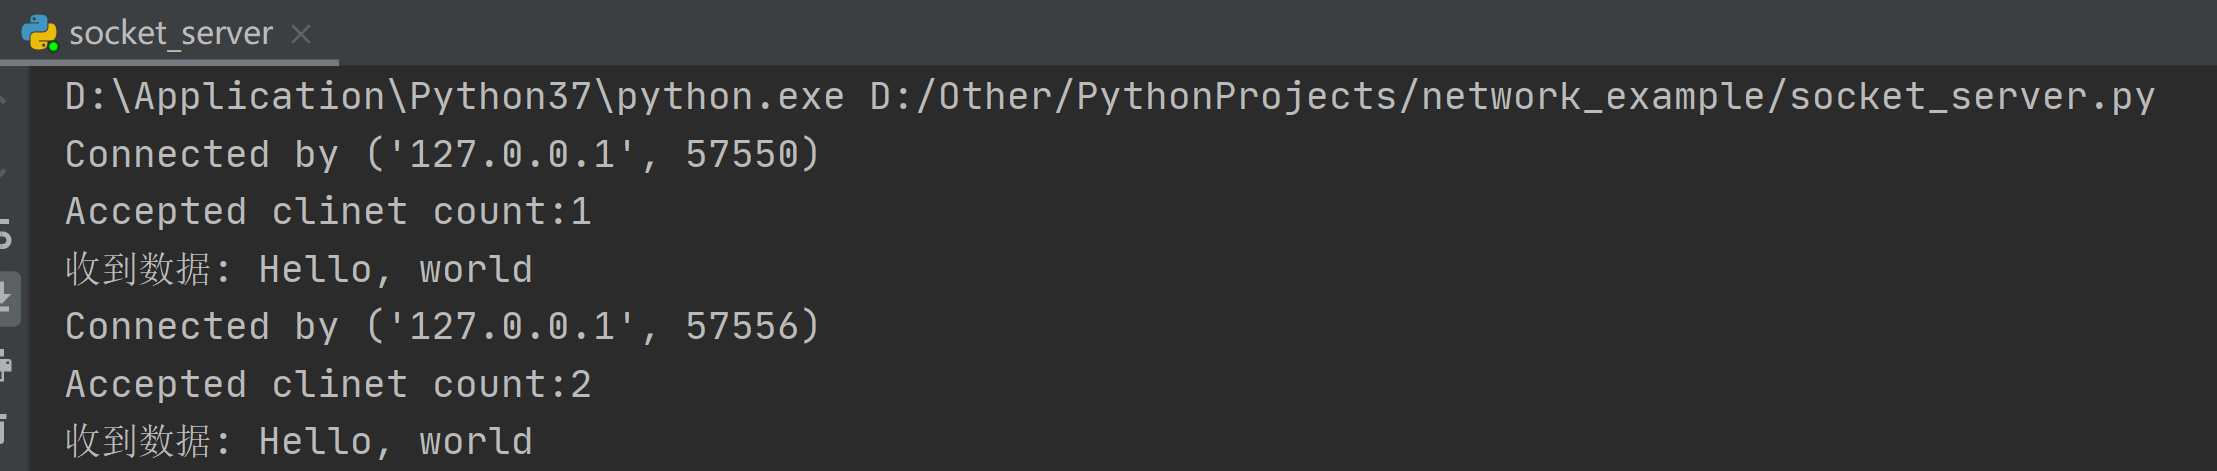 socket_server
D:\Application\Python37\python.exe D:/Other/PythonProjects/network_example/socket_server.py
Connected by ('127.0.0.1', 57550)
Accepted clinet count:1
收到数据: Hello, world
Connected by ('127.0.0.1', 57556)
Accepted clinet count:2
收到数据: Hello, world